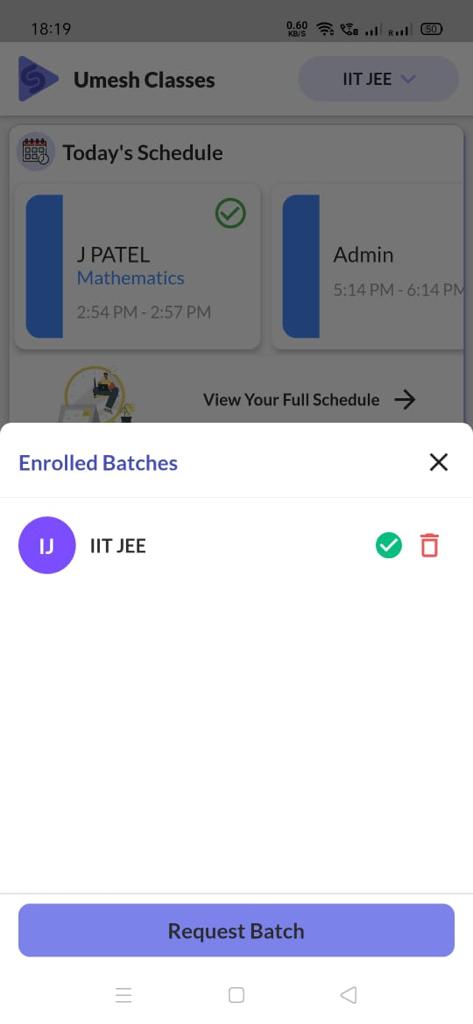 18:19
0.60
KB/S
R
50
Umesh Classes
IIT JEE
Today's Schedule
J PATEL
Mathematics
2:54 PM - 2:57 PM
Admin
5:14 PM - 6:14 PM
View Your Full Schedule
Enrolled Batches
IJ
IIT JEE
Request Batch